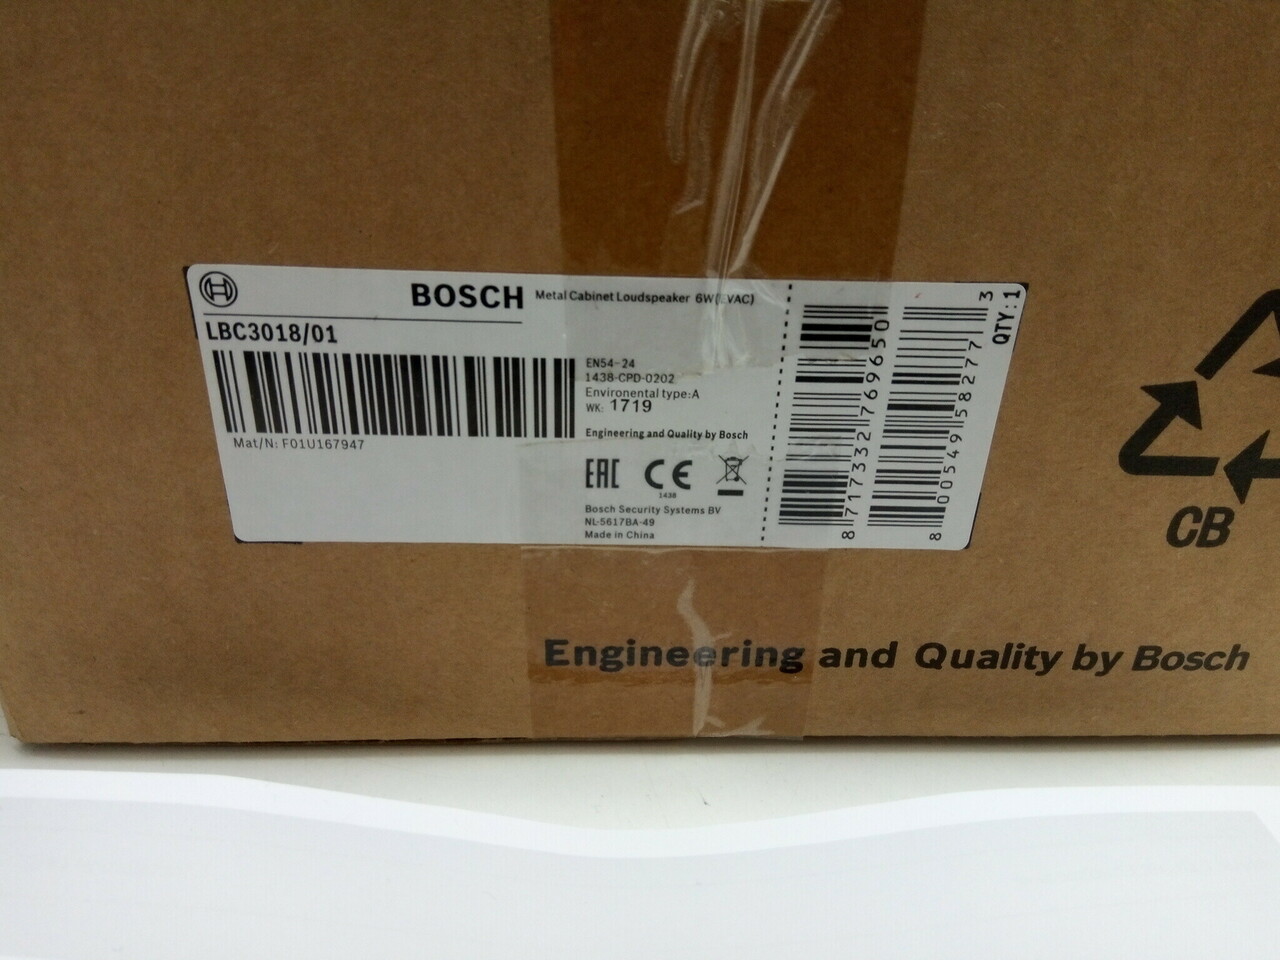 BOSCH
Metal Cabinet Loudspeaker 6W(EVAC)
LBC3018/01
Mat/N: F01U167947
EN54-24
1438-CPD-0202
Environental type:A
WK: 1719
Engineering and Quality by Bosch
EAC CE
1438
Bosch Security Systems BV
NL-5617BA-49
Made in China
8 717332 769650
8 00549 58277 3
QTY: 1
CB
Engineering and Quality by Bosch